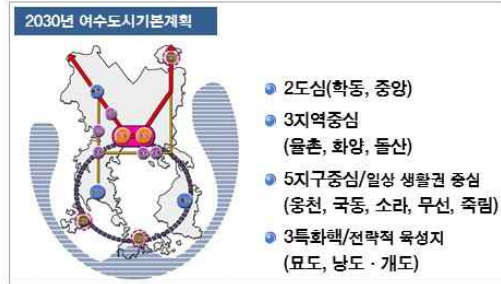 2030년 여수도시기본계획
2도심(학동, 중앙)
3지역중심
(율촌, 화양, 돌산)
5지구중심/일상 생활권 중심
(웅천, 국동, 소라, 무선, 죽림)
3특화핵/전략적 육성지
(묘도, 낭도 · 개도)